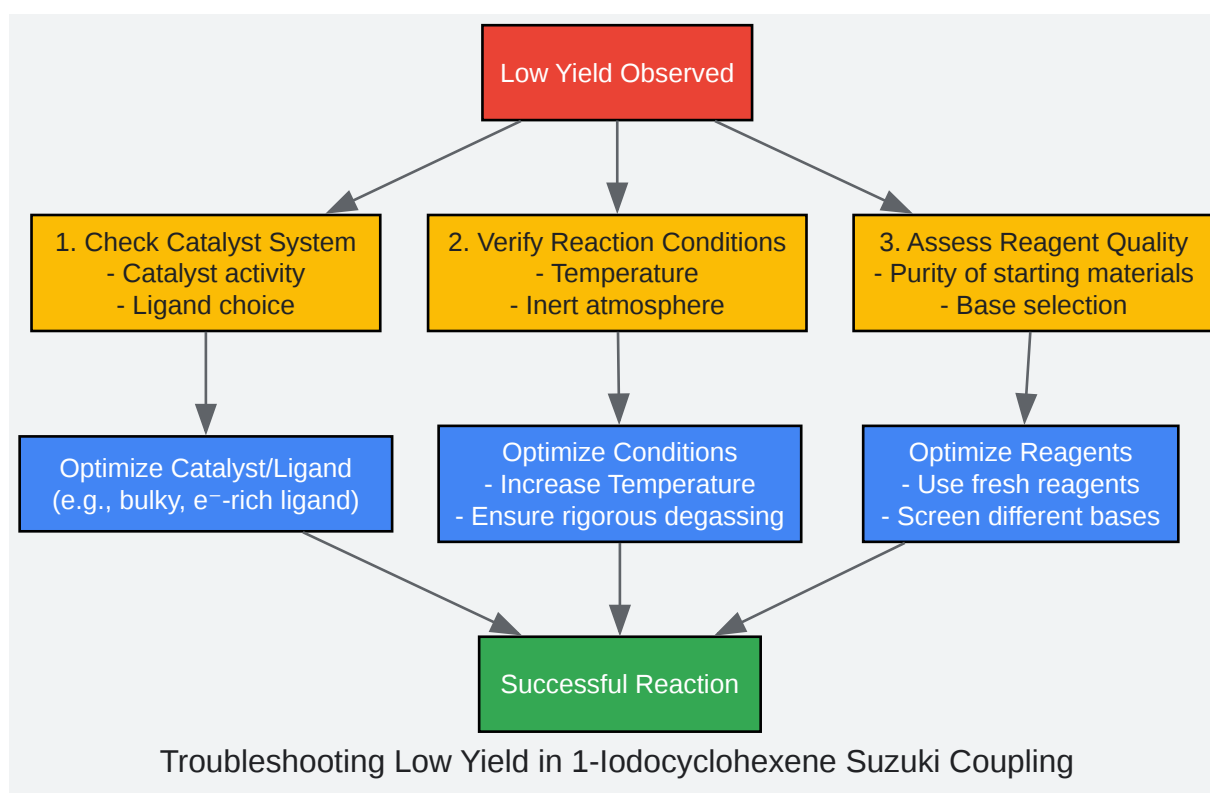 Low Yield Observed
1. Check Catalyst System
- Catalyst activity
- Ligand choice
2. Verify Reaction Conditions
- Temperature
- Inert atmosphere
3. Assess Reagent Quality
- Purity of starting materials
- Base selection
Optimize Catalyst/Ligand
(e.g., bulky, e⁻-rich ligand)
Optimize Conditions
- Increase Temperature
- Ensure rigorous degassing
Optimize Reagents
- Use fresh reagents
- Screen different bases
Successful Reaction
Troubleshooting Low Yield in 1-Iodocyclohexene Suzuki Coupling